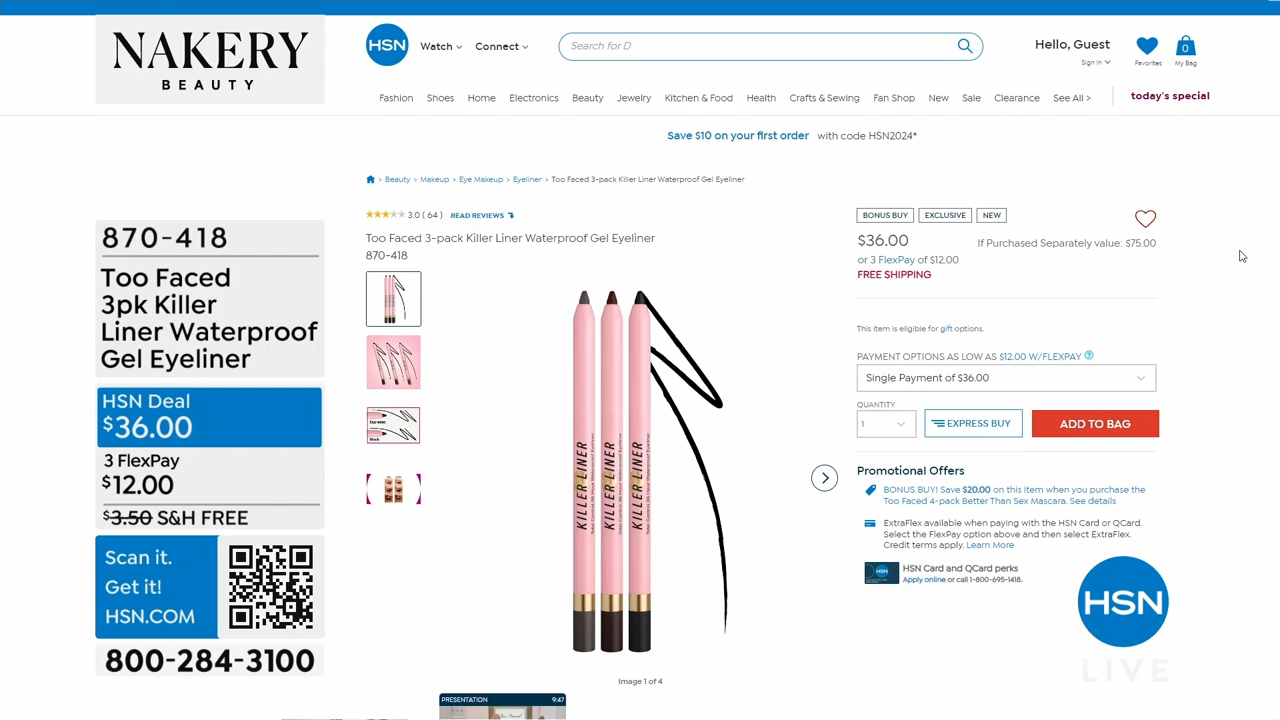 NAKERY
BEAUTY
HSN
Watch
Connect
Search for D
Hello, Guest
Sign In
Favorites
0
My Bag
Fashion
Shoes
Home
Electronics
Beauty
Jewelry
Kitchen & Food
Health
Crafts & Sewing
Fan Shop
New
Sale
Clearance
See All >
today's special
Save $10 on your first order with code HSN2024*
> Beauty > Makeup > Eye Makeup > Eyeliner > Too Faced 3-pack Killer Liner Waterproof Gel Eyeliner
870-418
Too Faced
3pk Killer
Liner Waterproof
Gel Eyeliner
HSN Deal
$36.00
3 FlexPay
$12.00
$3.50 S&H FREE
Scan it.
Get it!
HSN.COM
800-284-3100
3.0 ( 64 ) READ REVIEWS
Too Faced 3-pack Killer Liner Waterproof Gel Eyeliner
870-418
KILLER LINER
KILLER LINER
KILLER LINER
Image 1 of 4
PRESENTATION 9:47
BONUS BUY
EXCLUSIVE
NEW
$36.00
If Purchased Separately value: $75.00
or 3 FlexPay of $12.00
FREE SHIPPING
This item is eligible for gift options.
PAYMENT OPTIONS AS LOW AS $12.00 W/FLEXPAY
Single Payment of $36.00
QUANTITY
1
EXPRESS BUY
ADD TO BAG
Promotional Offers
BONUS BUY! Save $20.00 on this item when you purchase the
Too Faced 4-pack Better Than Sex Mascara. See details
ExtraFlex available when paying with the HSN Card or QCard.
Select the FlexPay option above and then select ExtraFlex.
Credit terms apply. Learn More
HSN
HSN Card and QCard perks
Apply online or call 1-800-695-1418.
HSN
LIVE